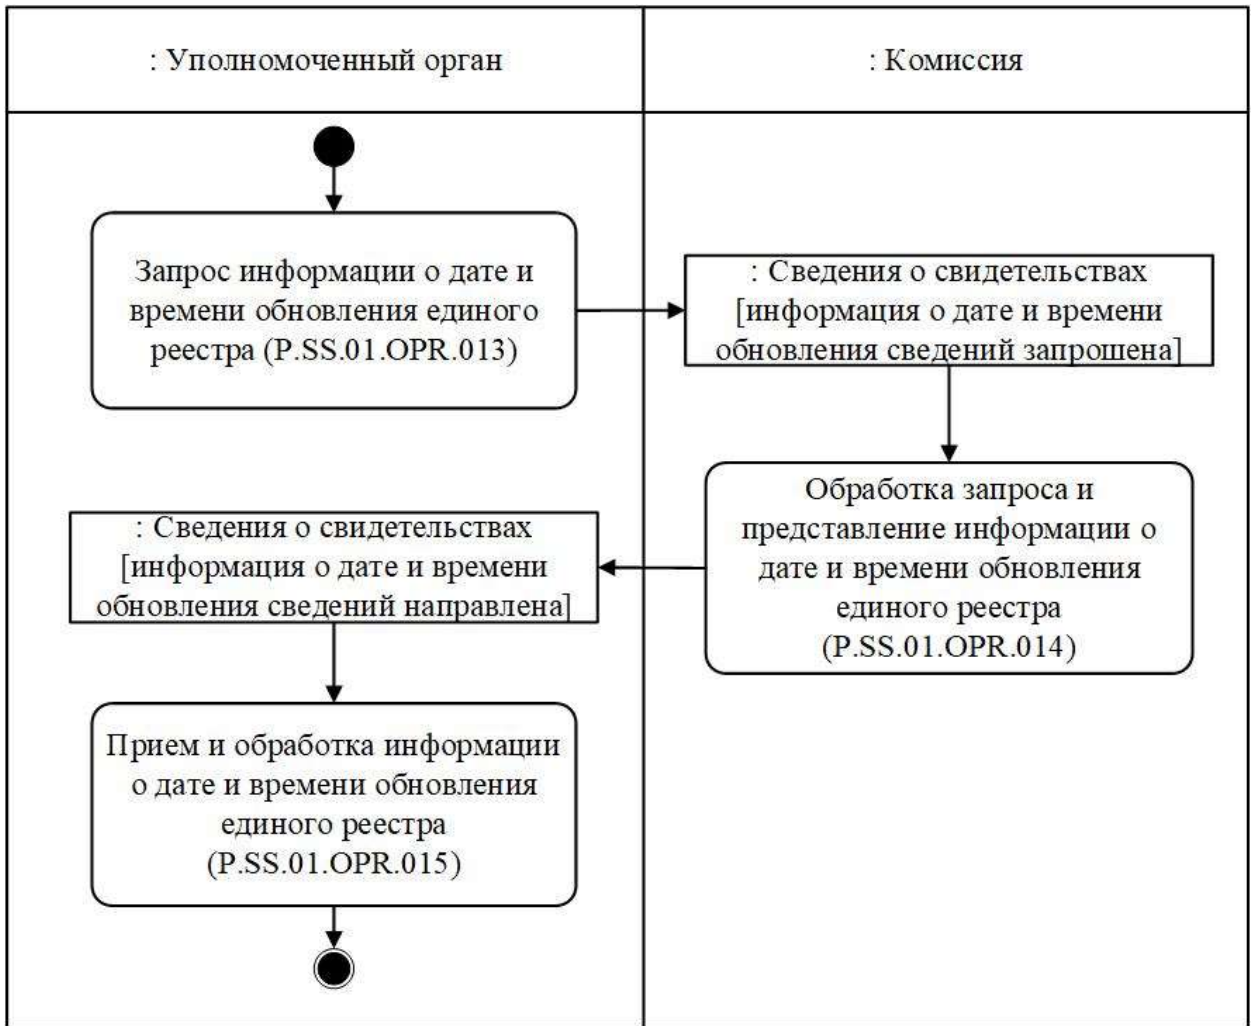 : Уполномоченный орган
: Комиссия
Запрос информации о дате и
времени обновления единого
реестра (P.SS.01.OPR.013)
: Сведения о свидетельствах
[информация о дате и времени
обновления сведений запрошена]
Обработка запроса и
представление информации о
дате и времени обновления
единого реестра
(P.SS.01.OPR.014)
: Сведения о свидетельствах
[информация о дате и времени
обновления сведений направлена]
Прием и обработка информации
о дате и времени обновления
единого реестра
(P.SS.01.OPR.015)